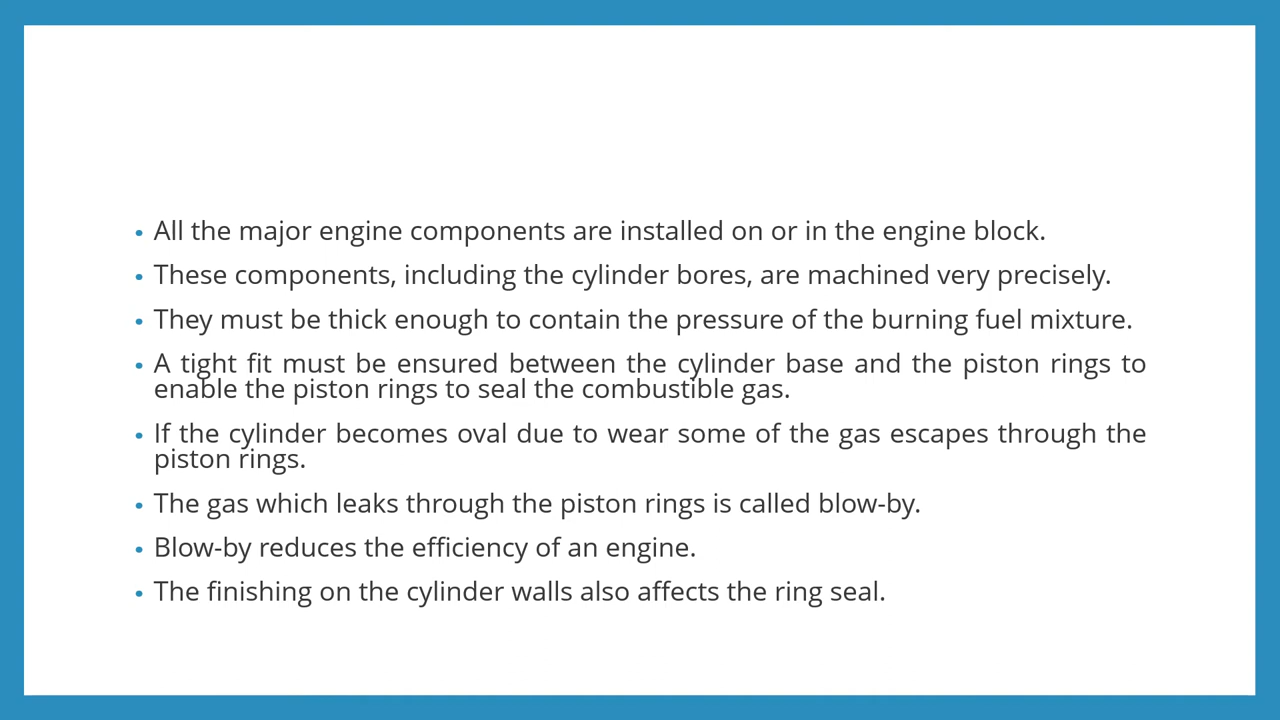 • All the major engine components are installed on or in the engine block.
• These components, including the cylinder bores, are machined very precisely.
• They must be thick enough to contain the pressure of the burning fuel mixture.
• A tight fit must be ensured between the cylinder base and the piston rings to
enable the piston rings to seal the combustible gas.
• If the cylinder becomes oval due to wear some of the gas escapes through the
piston rings.
• The gas which leaks through the piston rings is called blow-by.
• Blow-by reduces the efficiency of an engine.
• The finishing on the cylinder walls also affects the ring seal.